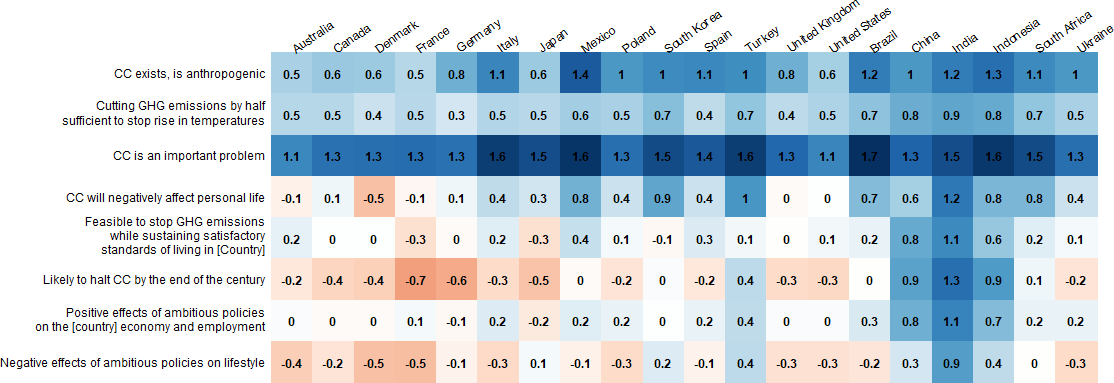 Australia Canada Denmark France Germany Italy Japan Mexico Poland South Korea Spain Turkey United Kingdom United States Brazil China India Indonesia South Africa Ukraine
CC exists, is anthropogenic 0.5 0.6 0.6 0.5 0.8 1.1 0.6 1.4 1 1 1.1 1 0.8 0.6 1.2 1 1.2 1.3 1.1 1
Cutting GHG emissions by half
sufficient to stop rise in temperatures 0.5 0.5 0.4 0.5 0.3 0.5 0.5 0.6 0.5 0.7 0.4 0.7 0.4 0.5 0.7 0.8 0.9 0.8 0.7 0.5
CC is an important problem 1.1 1.3 1.3 1.3 1.3 1.6 1.5 1.6 1.3 1.5 1.4 1.6 1.3 1.1 1.7 1.3 1.5 1.6 1.5 1.3
CC will negatively affect personal life -0.1 0.1 -0.5 -0.1 0.1 0.4 0.3 0.8 0.4 0.9 0.4 1 0 0 0.7 0.6 1.2 0.8 0.8 0.4
Feasible to stop GHG emissions
while sustaining satisfactory
standards of living in [Country] 0.2 0 0 -0.3 0 0.2 -0.3 0.4 0.1 -0.1 0.3 0.1 0 0.1 0.2 0.8 1.1 0.6 0.2 0.1
Likely to halt CC by the end of the century -0.2 -0.4 -0.4 -0.7 -0.6 -0.3 -0.5 0 -0.2 0 -0.2 0.4 -0.3 -0.3 0 0.9 1.3 0.9 0.1 -0.2
Positive effects of ambitious policies
on the [country] economy and employment 0 0 0 0.1 -0.1 0.2 -0.2 0.2 0.2 0 0.2 0.4 0 0 0.3 0.8 1.1 0.7 0.2 0.2
Negative effects of ambitious policies on lifestyle -0.4 -0.2 -0.5 -0.5 -0.1 -0.3 0.1 -0.1 -0.3 0.2 -0.1 0.4 -0.3 -0.3 -0.2 0.3 0.9 0.4 0 -0.3